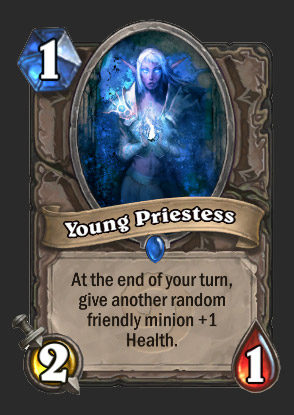 1
Young Priestess
At the end of your turn,
give another random
friendly minion +1
Health.
2
1